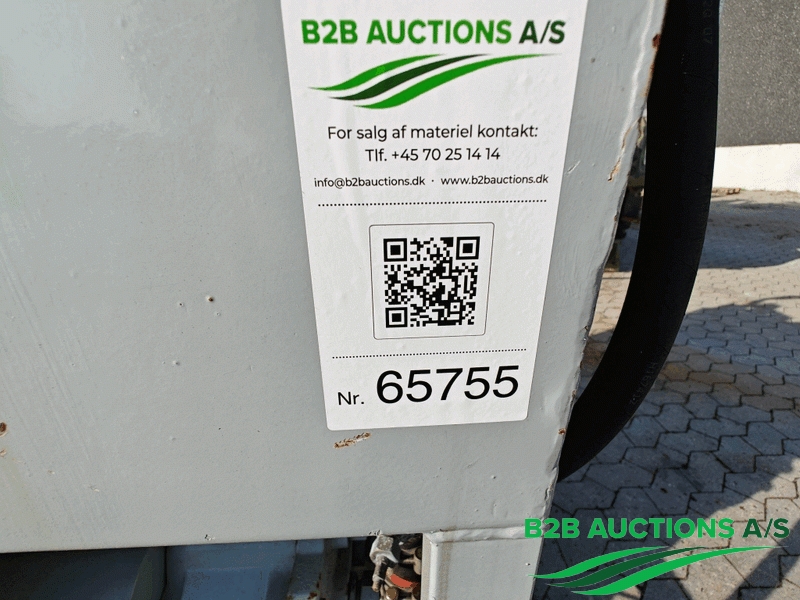 B2B AUCTIONS A/S
For salg af materiel kontakt:
Tlf. +45 70 25 14 14
info@b2bauctions.dk · www.b2bauctions.dk
Nr. 65755
B2B AUCTIONS A/S